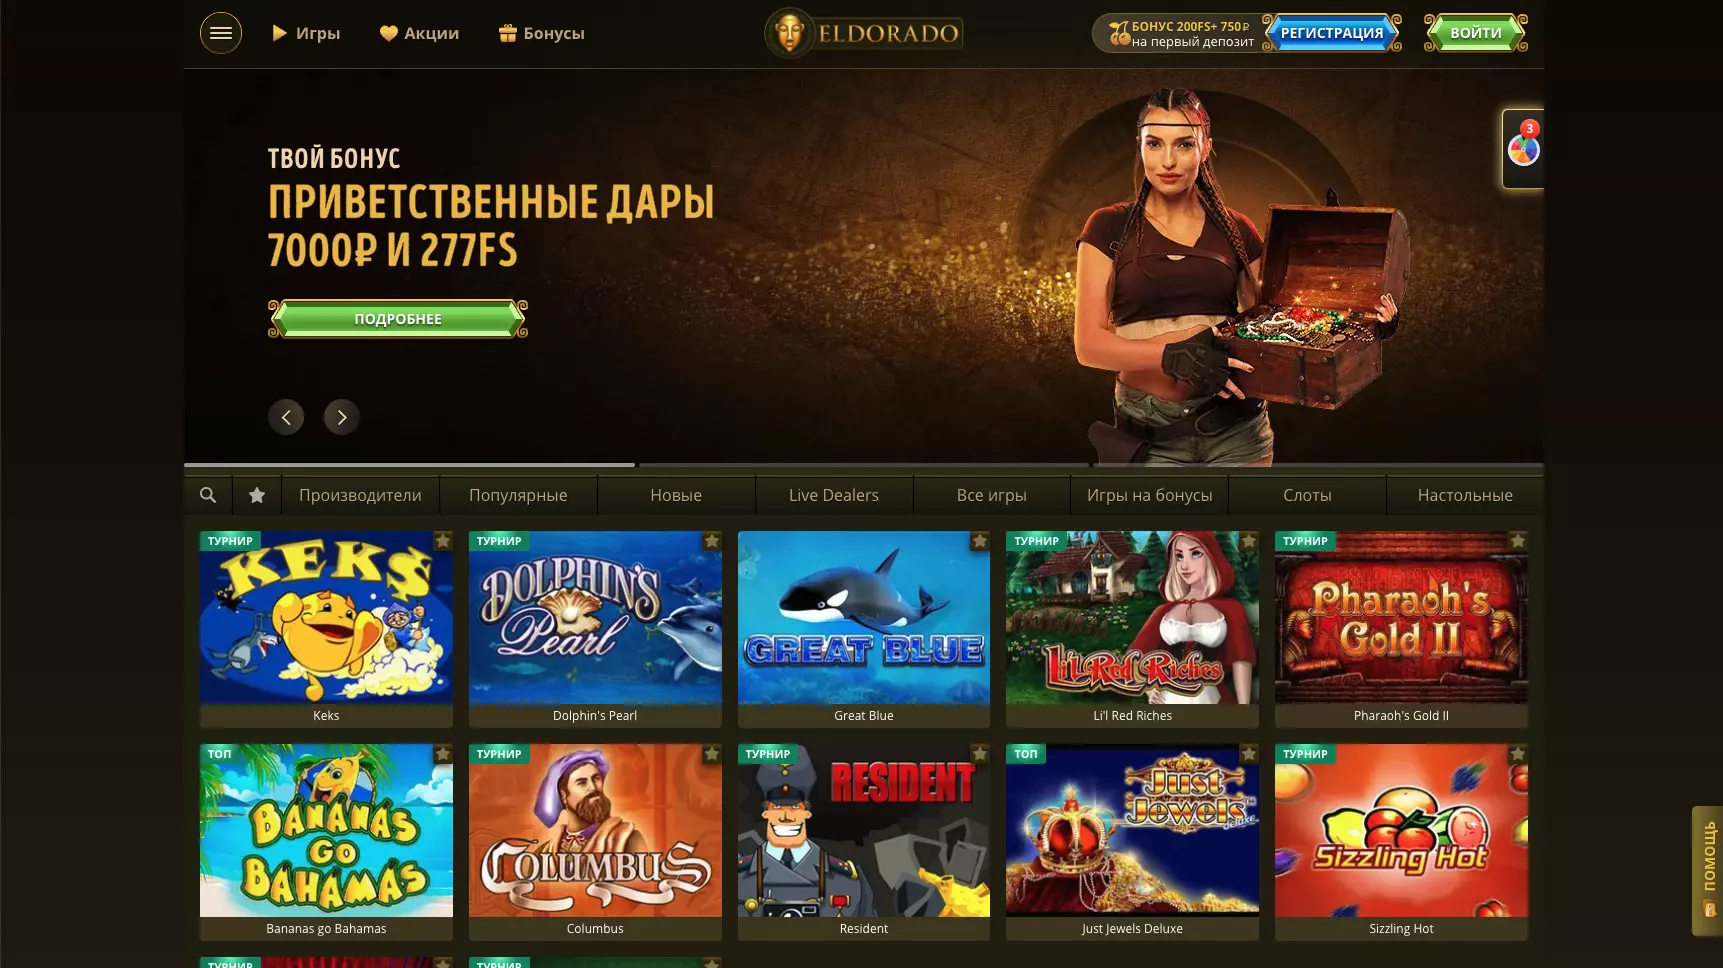 Игры
Акции
Бонусы
ELDORADO
БОНУС 200FS+ 750₽
на первый депозит
РЕГИСТРАЦИЯ
ВОЙТИ
3
ТВОЙ БОНУС
ПРИВЕТСТВЕННЫЕ ДАРЫ
7000₽ И 277FS
ПОДРОБНЕЕ
Производители
Популярные
Новые
Live Dealers
Все игры
Игры на бонусы
Слоты
Настольные
ТУРНИР
KEK$
Keks
ТУРНИР
DOLPHIN'S
Pearl
Dolphin's Pearl
GREAT BLUE
Great Blue
ТУРНИР
Li'l Red Riches
Li'l Red Riches
ТУРНИР
Pharaoh's
Gold II
Pharaoh's Gold II
ТОП
BANANAS
GO
BAHAMAS
Bananas go Bahamas
ТУРНИР
COLUMBUS
Columbus
ТУРНИР
RESIDENT
Resident
ТОП
Just
Jewels™
deluxe
Just Jewels Deluxe
ТУРНИР
Sizzling Hot
Sizzling Hot
ПОМОЩЬ
ТУРНИР
ТУРНИР